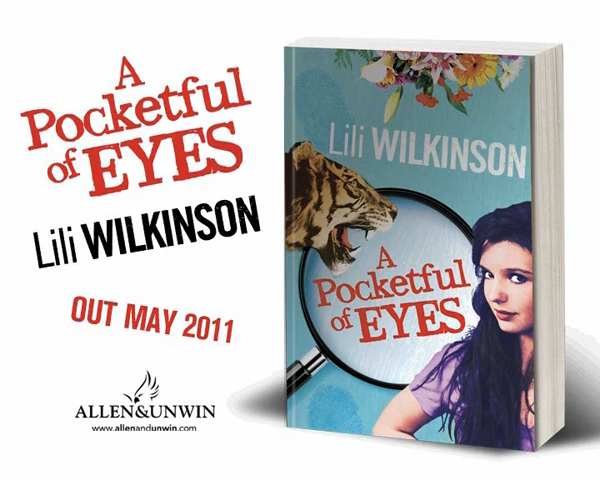 A
Pocketful
of EYES
Lili WILKINSON
OUT MAY 2011
ALLEN&UNWIN
www.allenandunwin.com
Lili WILKINSON
A
Pocketful
of EYES